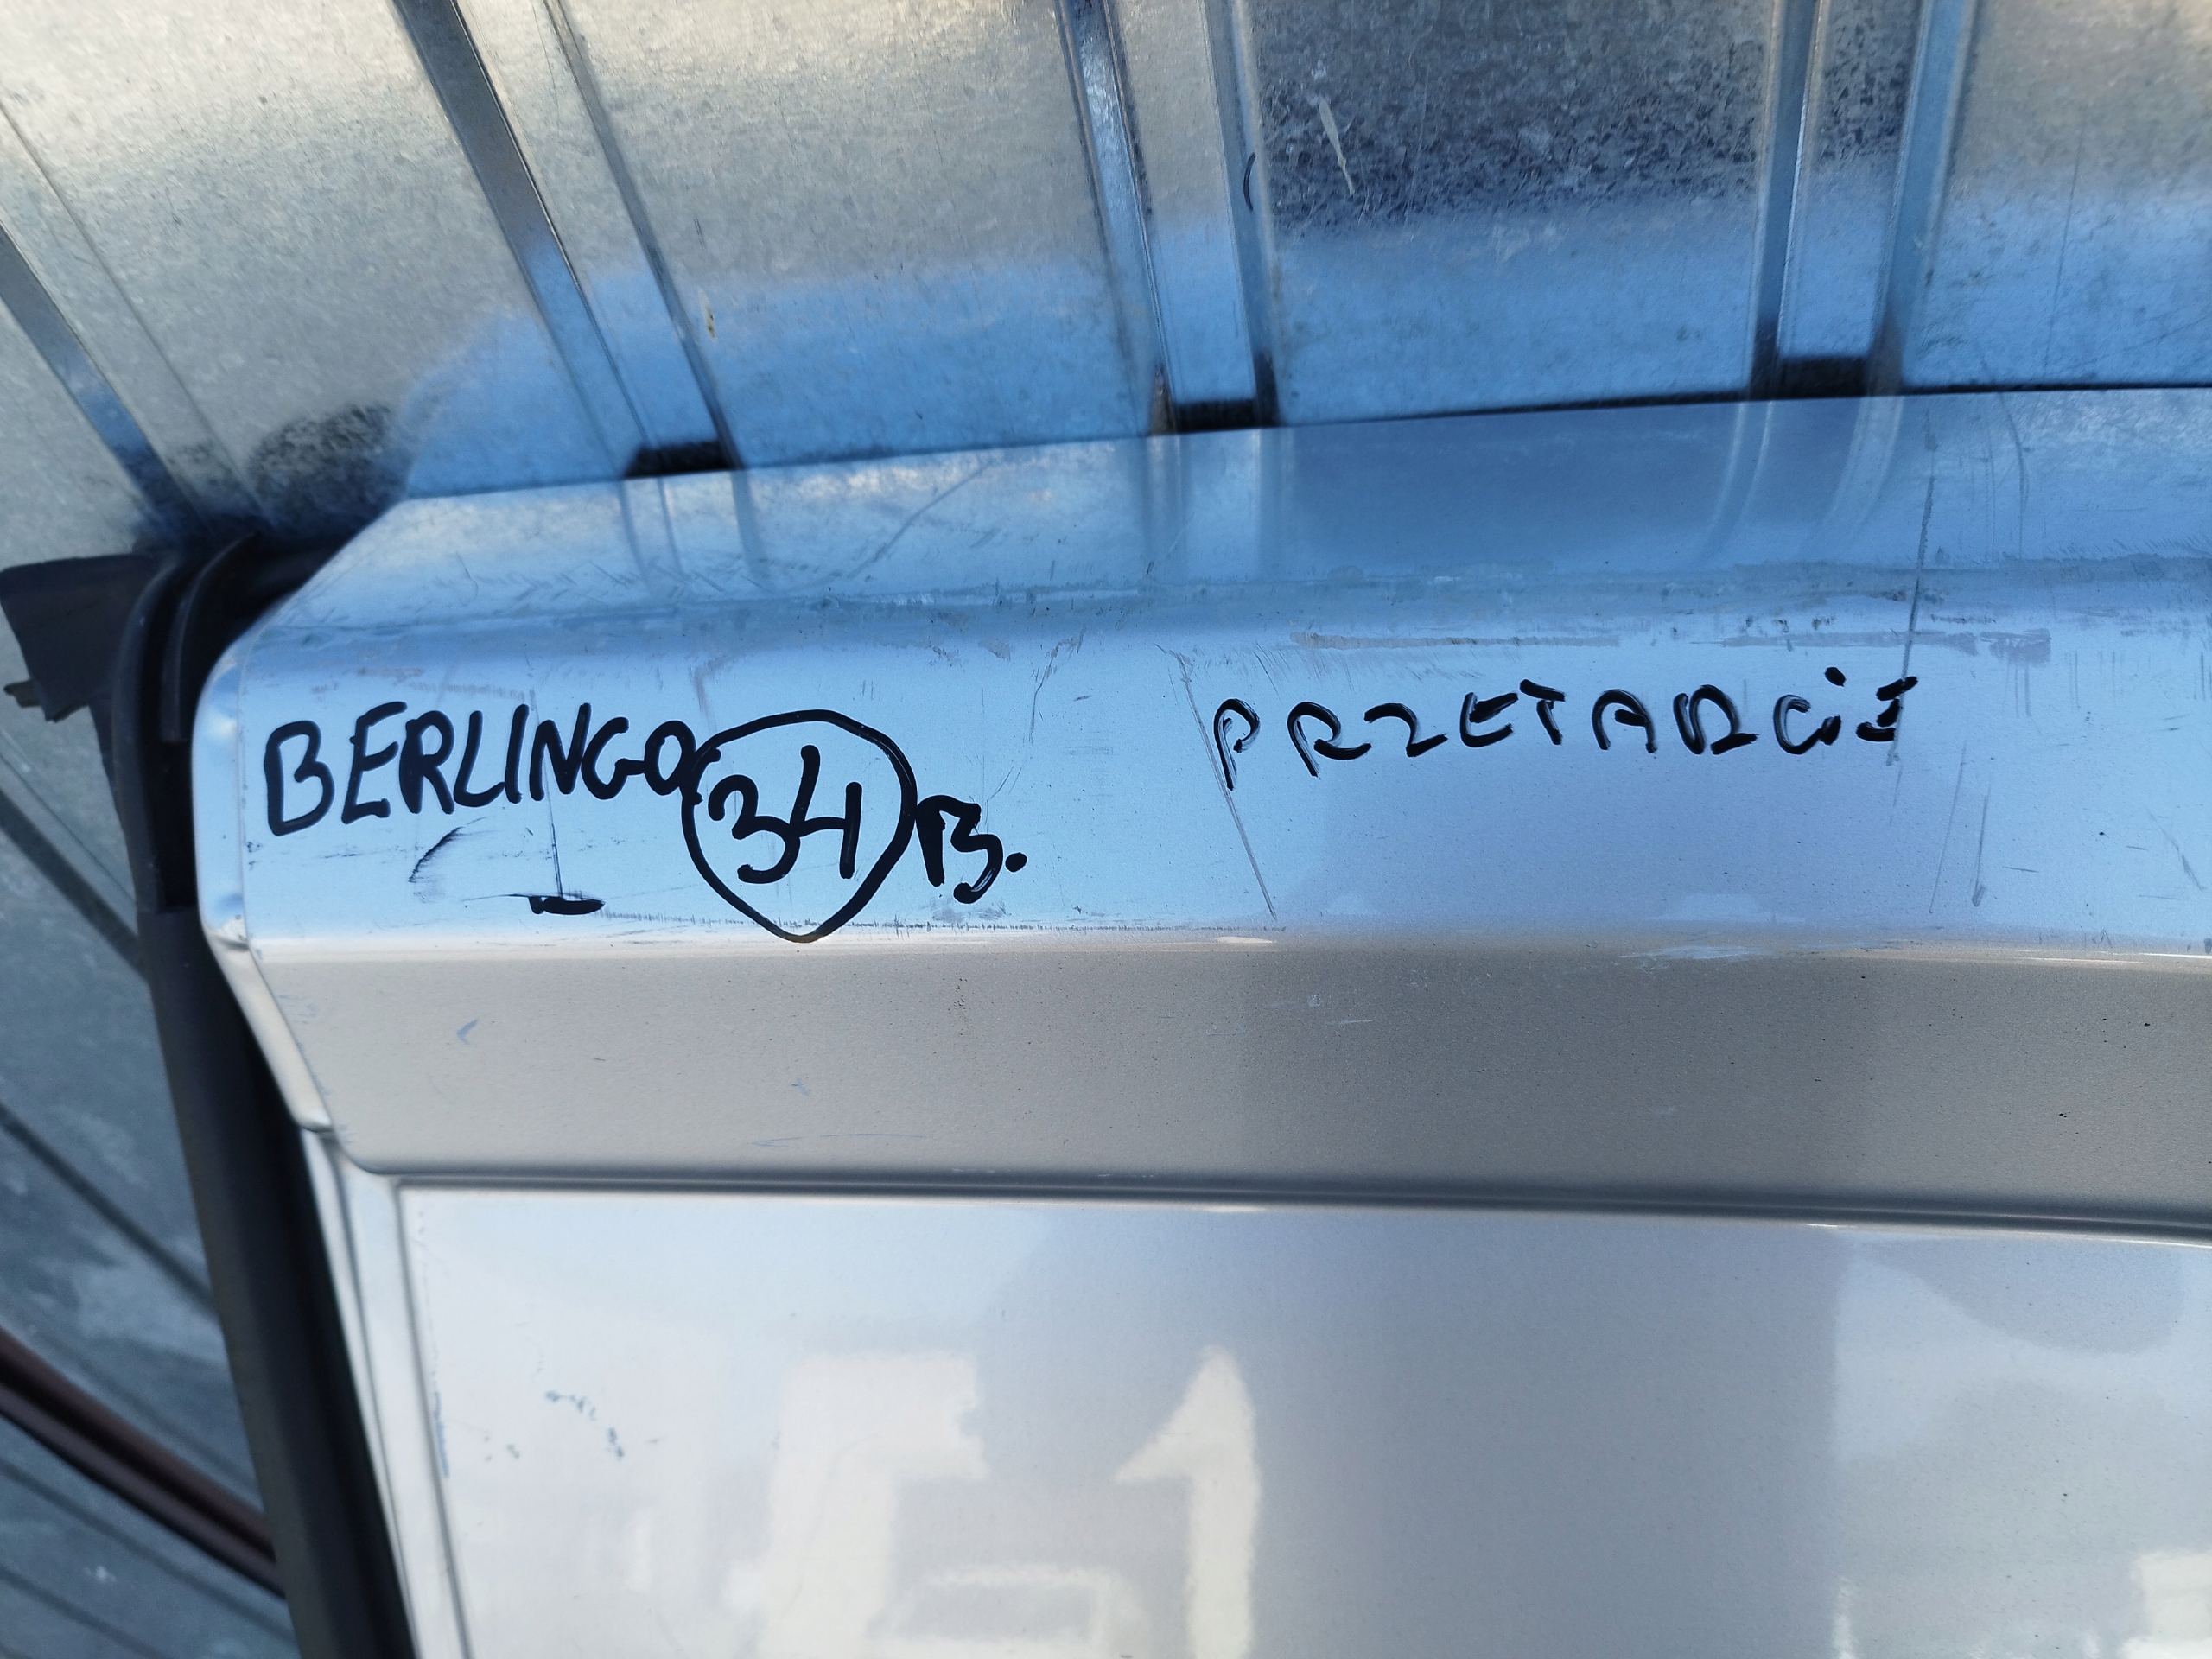 BERLINGO 34 B.
PRZETARCIE